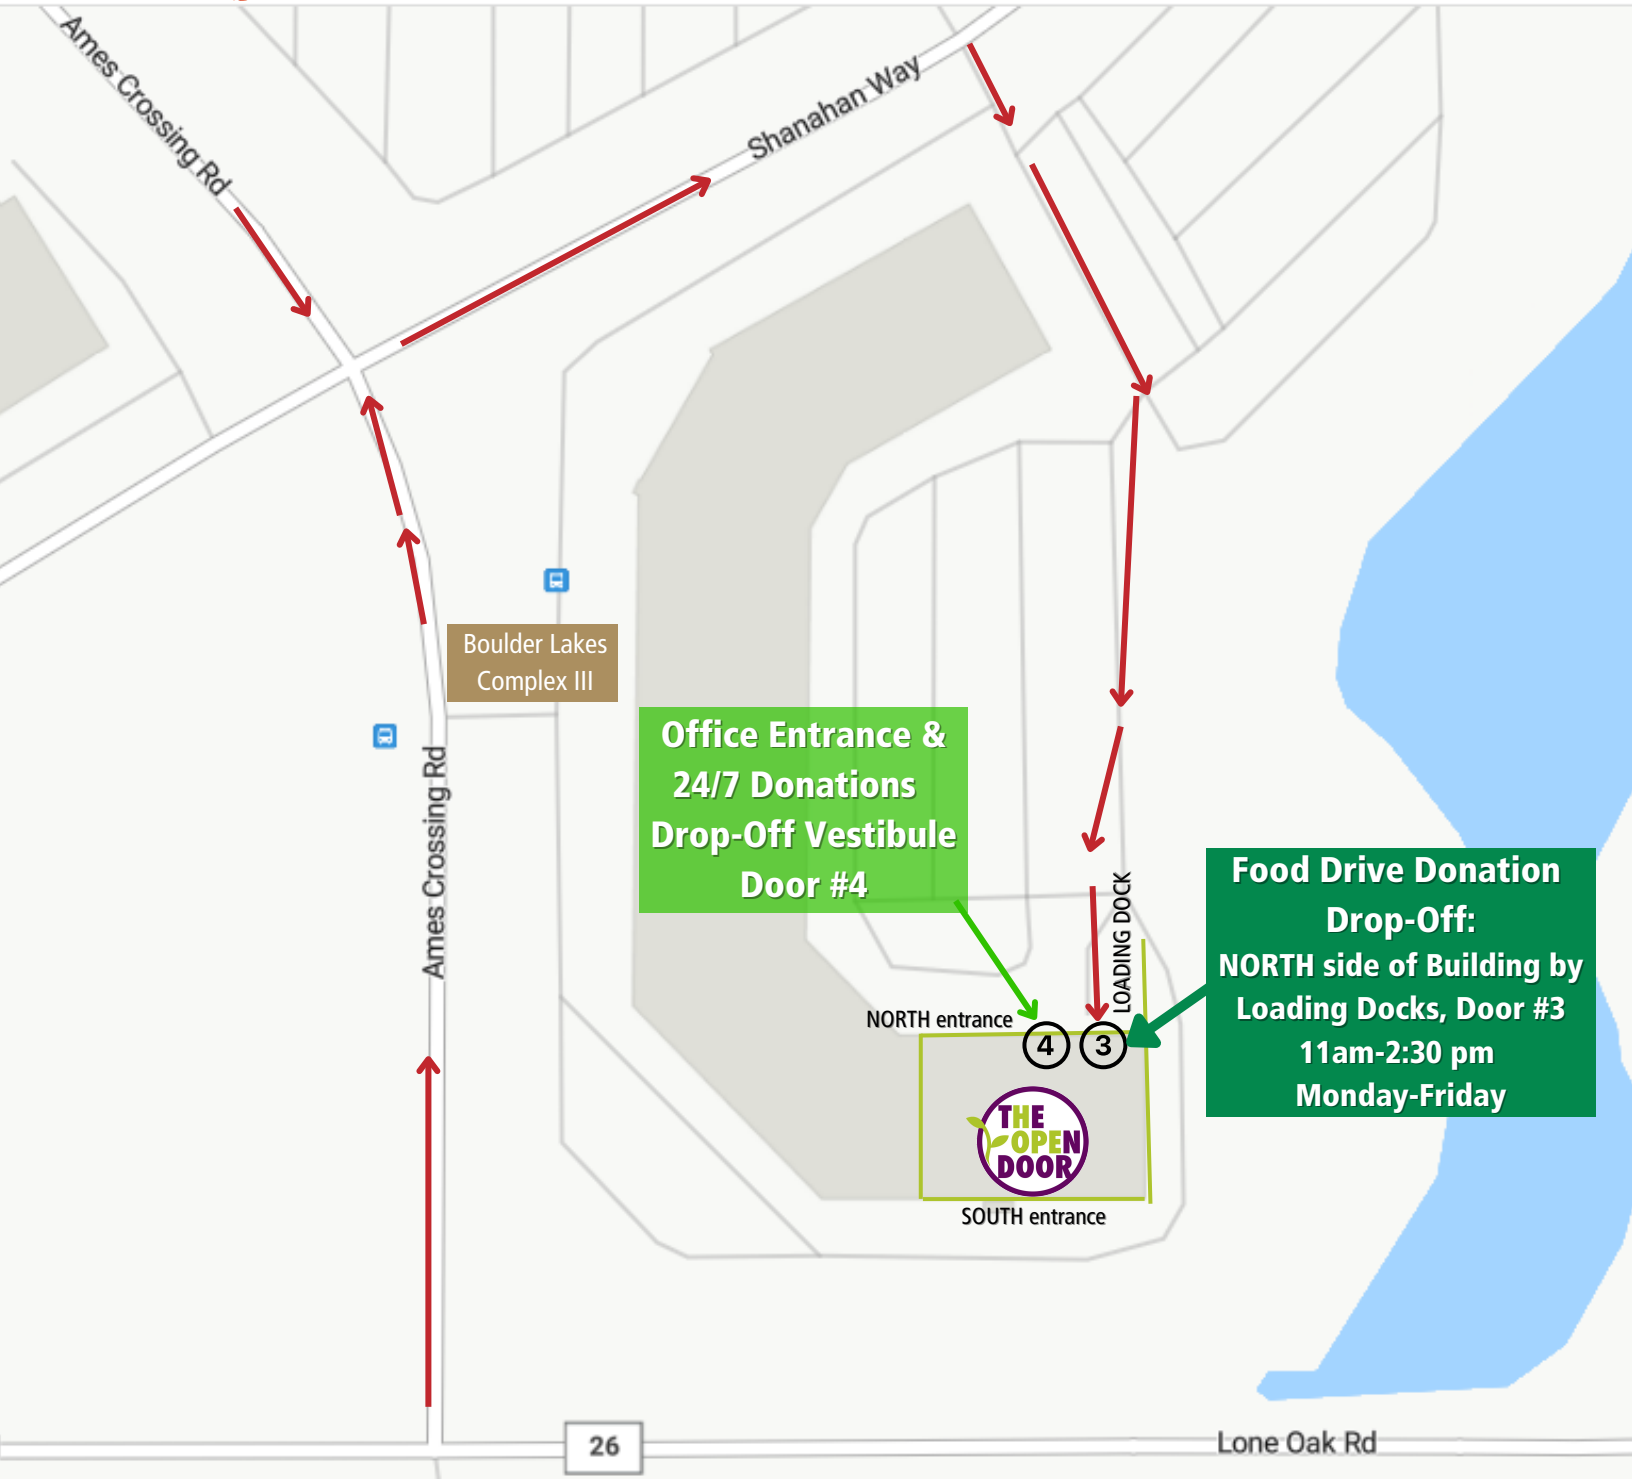 Ames Crossing Rd
Shanahan Way
Boulder Lakes
Complex III
Office Entrance &
24/7 Donations
Drop-Off Vestibule
Door #4
Ames Crossing Rd
LOADING DOCK
Food Drive Donation
Drop-Off:
NORTH side of Building by
Loading Docks, Door #3
11am-2:30 pm
Monday-Friday
NORTH entrance
4
3
THE
OPEN
DOOR
SOUTH entrance
26
Lone Oak Rd